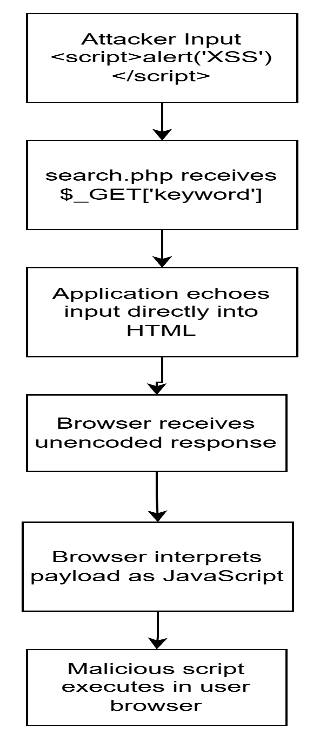 Attacker Input
<script>alert('XSS')
</script>
search.php receives
$_GET['keyword']
Application echoes
input directly into
HTML
Browser receives
unencoded response
Browser interprets
payload as JavaScript
Malicious script
executes in user
browser